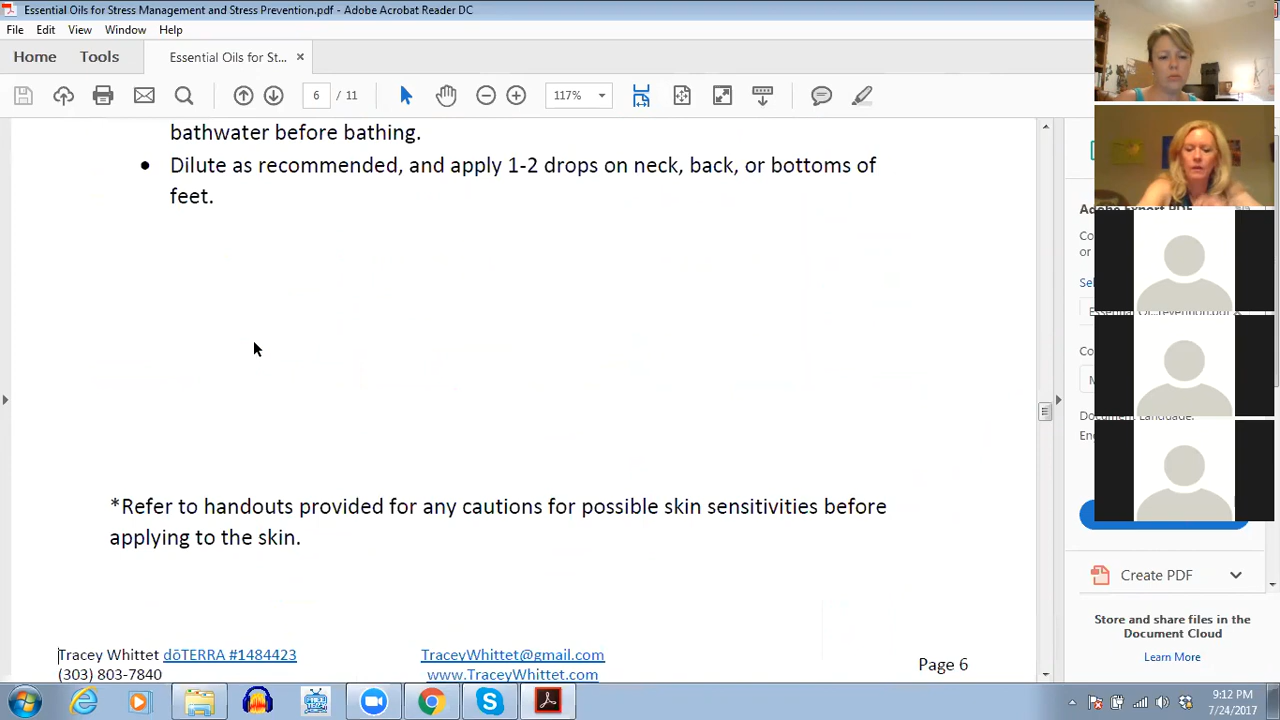 Essential Oils for Stress Management and Stress Prevention.pdf - Adobe Acrobat Reader DC
File Edit View Window Help
Home Tools Essential Oils for St... ×
6 / 11 117%
bathwater before bathing.
• Dilute as recommended, and apply 1-2 drops on neck, back, or bottoms of
feet.
*Refer to handouts provided for any cautions for possible skin sensitivities before
applying to the skin.
Tracey Whittet dōTERRA #1484423 TraceyWhittet@gmail.com
(303) 803-7840 www.TraceyWhittet.com
Page 6
Create PDF
Store and share files in the
Document Cloud
Learn More
9:12 PM
7/24/2017